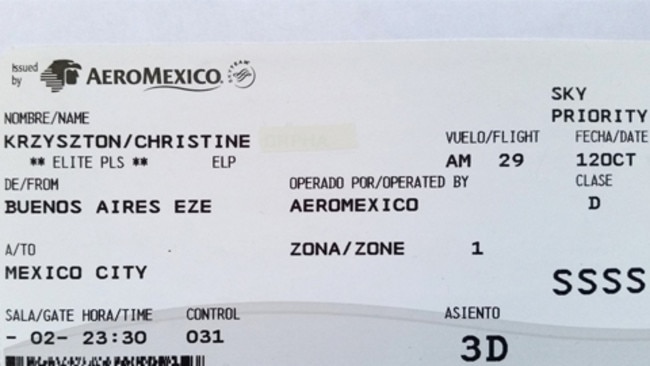 Issued by AEROMEXICO. SKYTEAM
SKY
PRIORITY
NOMBRE/NAME
KRZYSZTON/CHRISTINE
VUELO/FLIGHT FECHA/DATE
** ELITE PLS ** ELP
AM 29 12OCT
DE/FROM OPERADO POR/OPERATED BY CLASE
BUENOS AIRES EZE AEROMEXICO D
A/TO ZONA/ZONE 1
MEXICO CITY
SSSS
SALA/GATE HORA/TIME CONTROL ASIENTO
- 02- 23:30 031
3D